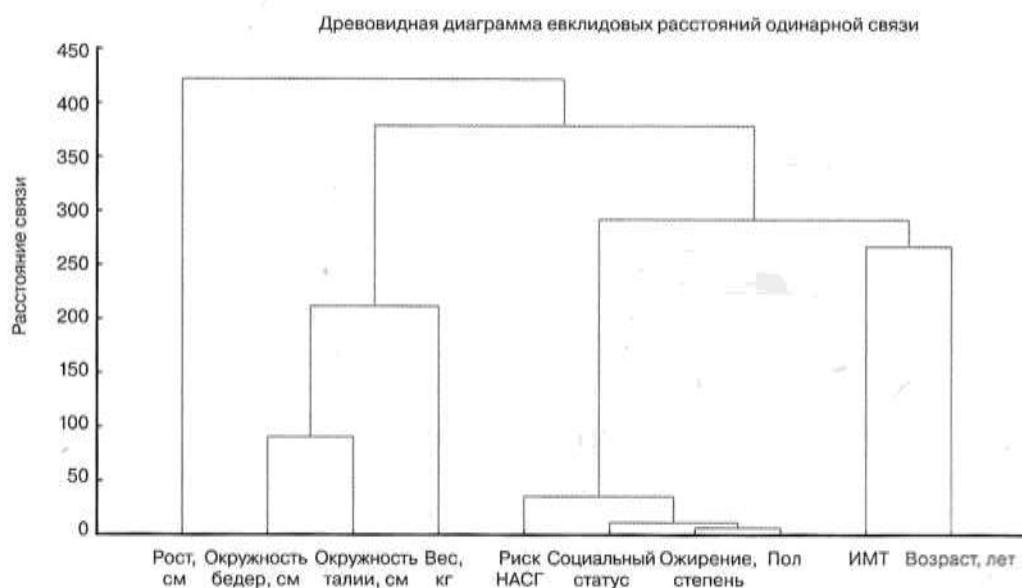 Древовидная диаграмма евклидовых расстояний одинарной связи
Расстояние связи
450
400
350
300
250
200
150
100
50
0
Рост, см
Окружность бедер, см
Окружность талии, см
Вес, кг
Риск НАСГ
Социальный статус
Ожирение, степень
Пол
ИМТ
Возраст, лет